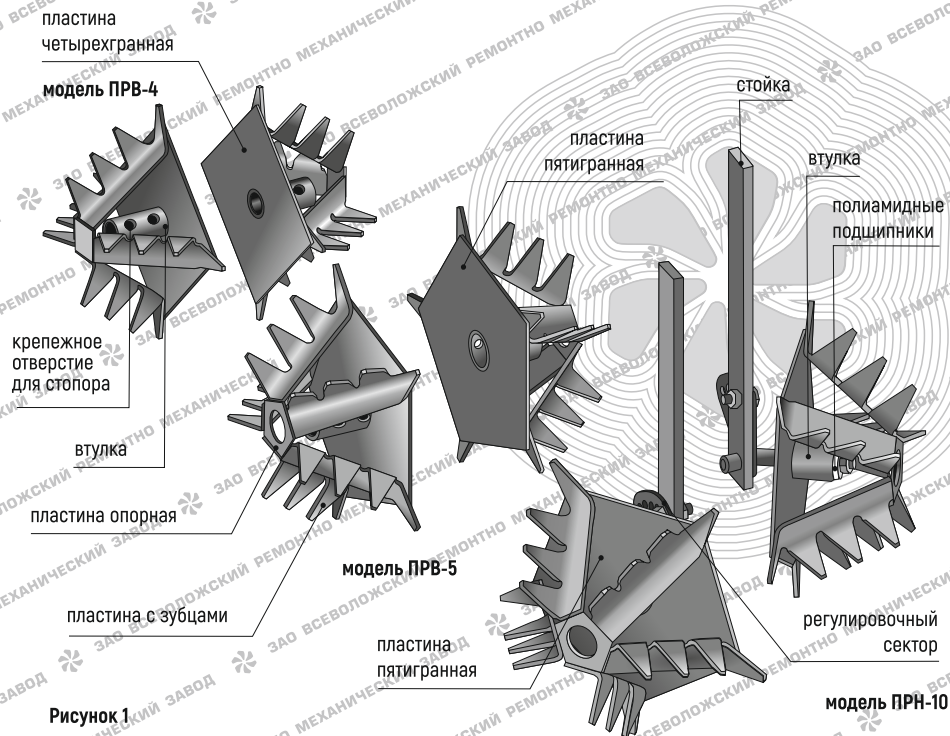 пластина
четырехгранная
модель ПРВ-4
стойка
пластина
пятигранная
втулка
полиамидные
подшипники
крепежное
отверстие
для стопора
втулка
пластина опорная
модель ПРВ-5
пластина с зубцами
пластина
пятигранная
регулировочный
сектор
модель ПРН-10
Рисунок 1
ЗАО ВСЕВОЛОЖСКИЙ РЕМОНТНО МЕХАНИЧЕСКИЙ ЗАВОД